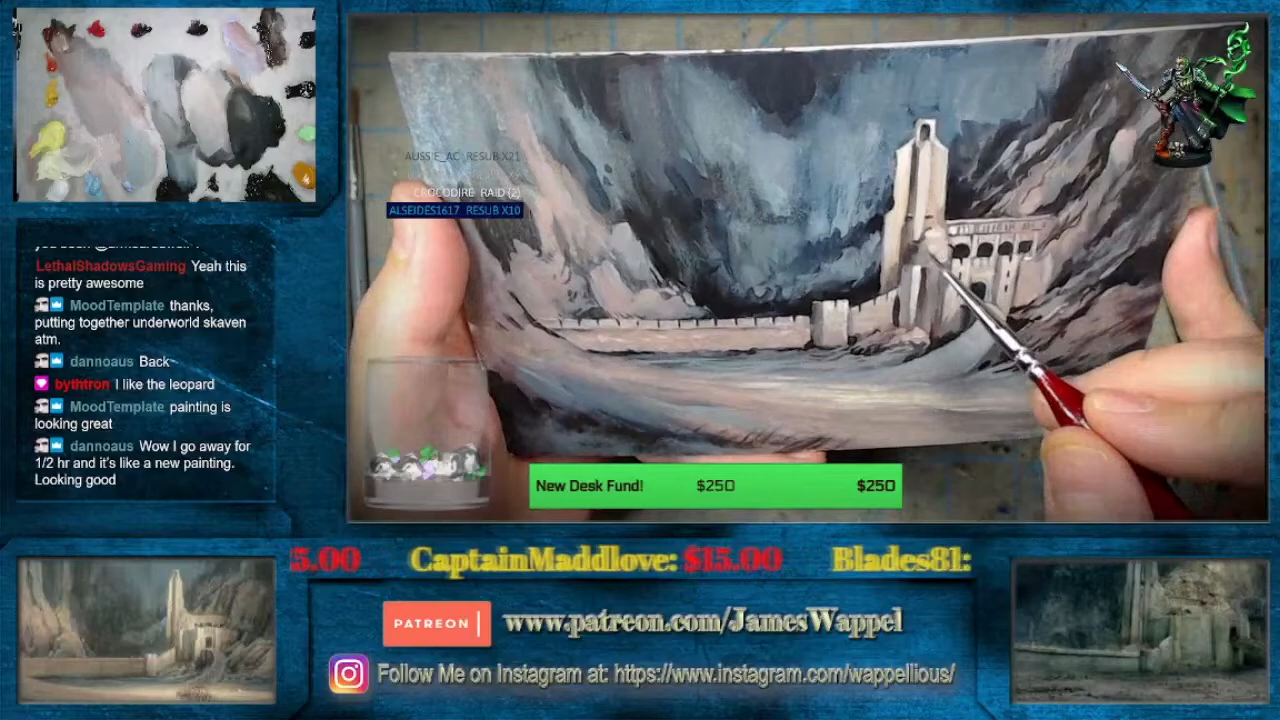 LethalShadowsGaming Yeah this
is pretty awesome
MoodTemplate thanks,
putting together underworld skaven
atm.
dannoaus Back
bythtron I like the leopard
MoodTemplate painting is
looking great
dannoaus Wow I go away for
1/2 hr and it's like a new painting.
Looking good
AUSSIE_AC RESUB X21
CROCODIRE RAID (2)
ALSEIDES1617 RESUB X10
New Desk Fund! $250 $250
5.00 CaptainMaddlove: $15.00 Blades81:
PATREON www.patreon.com/JamesWappel
Follow Me on Instagram at: https://www.instagram.com/wappellious/